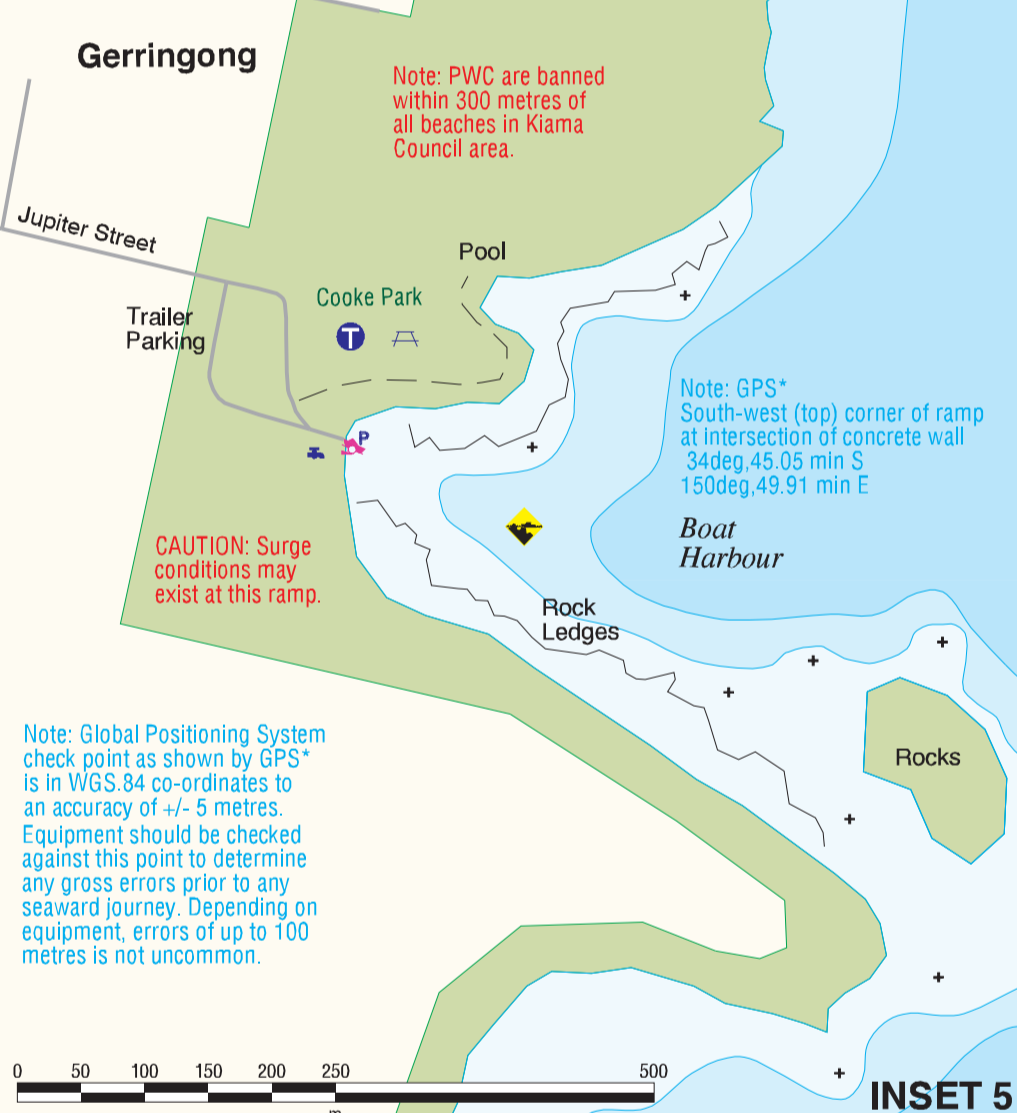 Gerringong
Note: PWC are banned
within 300 metres of
all beaches in Kiama
Council area.
Jupiter Street
Pool
Cooke Park
Trailer
Parking
T
P
Note: GPS*
South-west (top) corner of ramp
at intersection of concrete wall
34deg,45.05 min S
150deg,49.91 min E
Boat
Harbour
CAUTION: Surge
conditions may
exist at this ramp.
Rock
Ledges
Rocks
Note: Global Positioning System
check point as shown by GPS*
is in WGS.84 co-ordinates to
an accuracy of +/- 5 metres.
Equipment should be checked
against this point to determine
any gross errors prior to any
seaward journey. Depending on
equipment, errors of up to 100
metres is not uncommon.
0 50 100 150 200 250 500
m
INSET 5